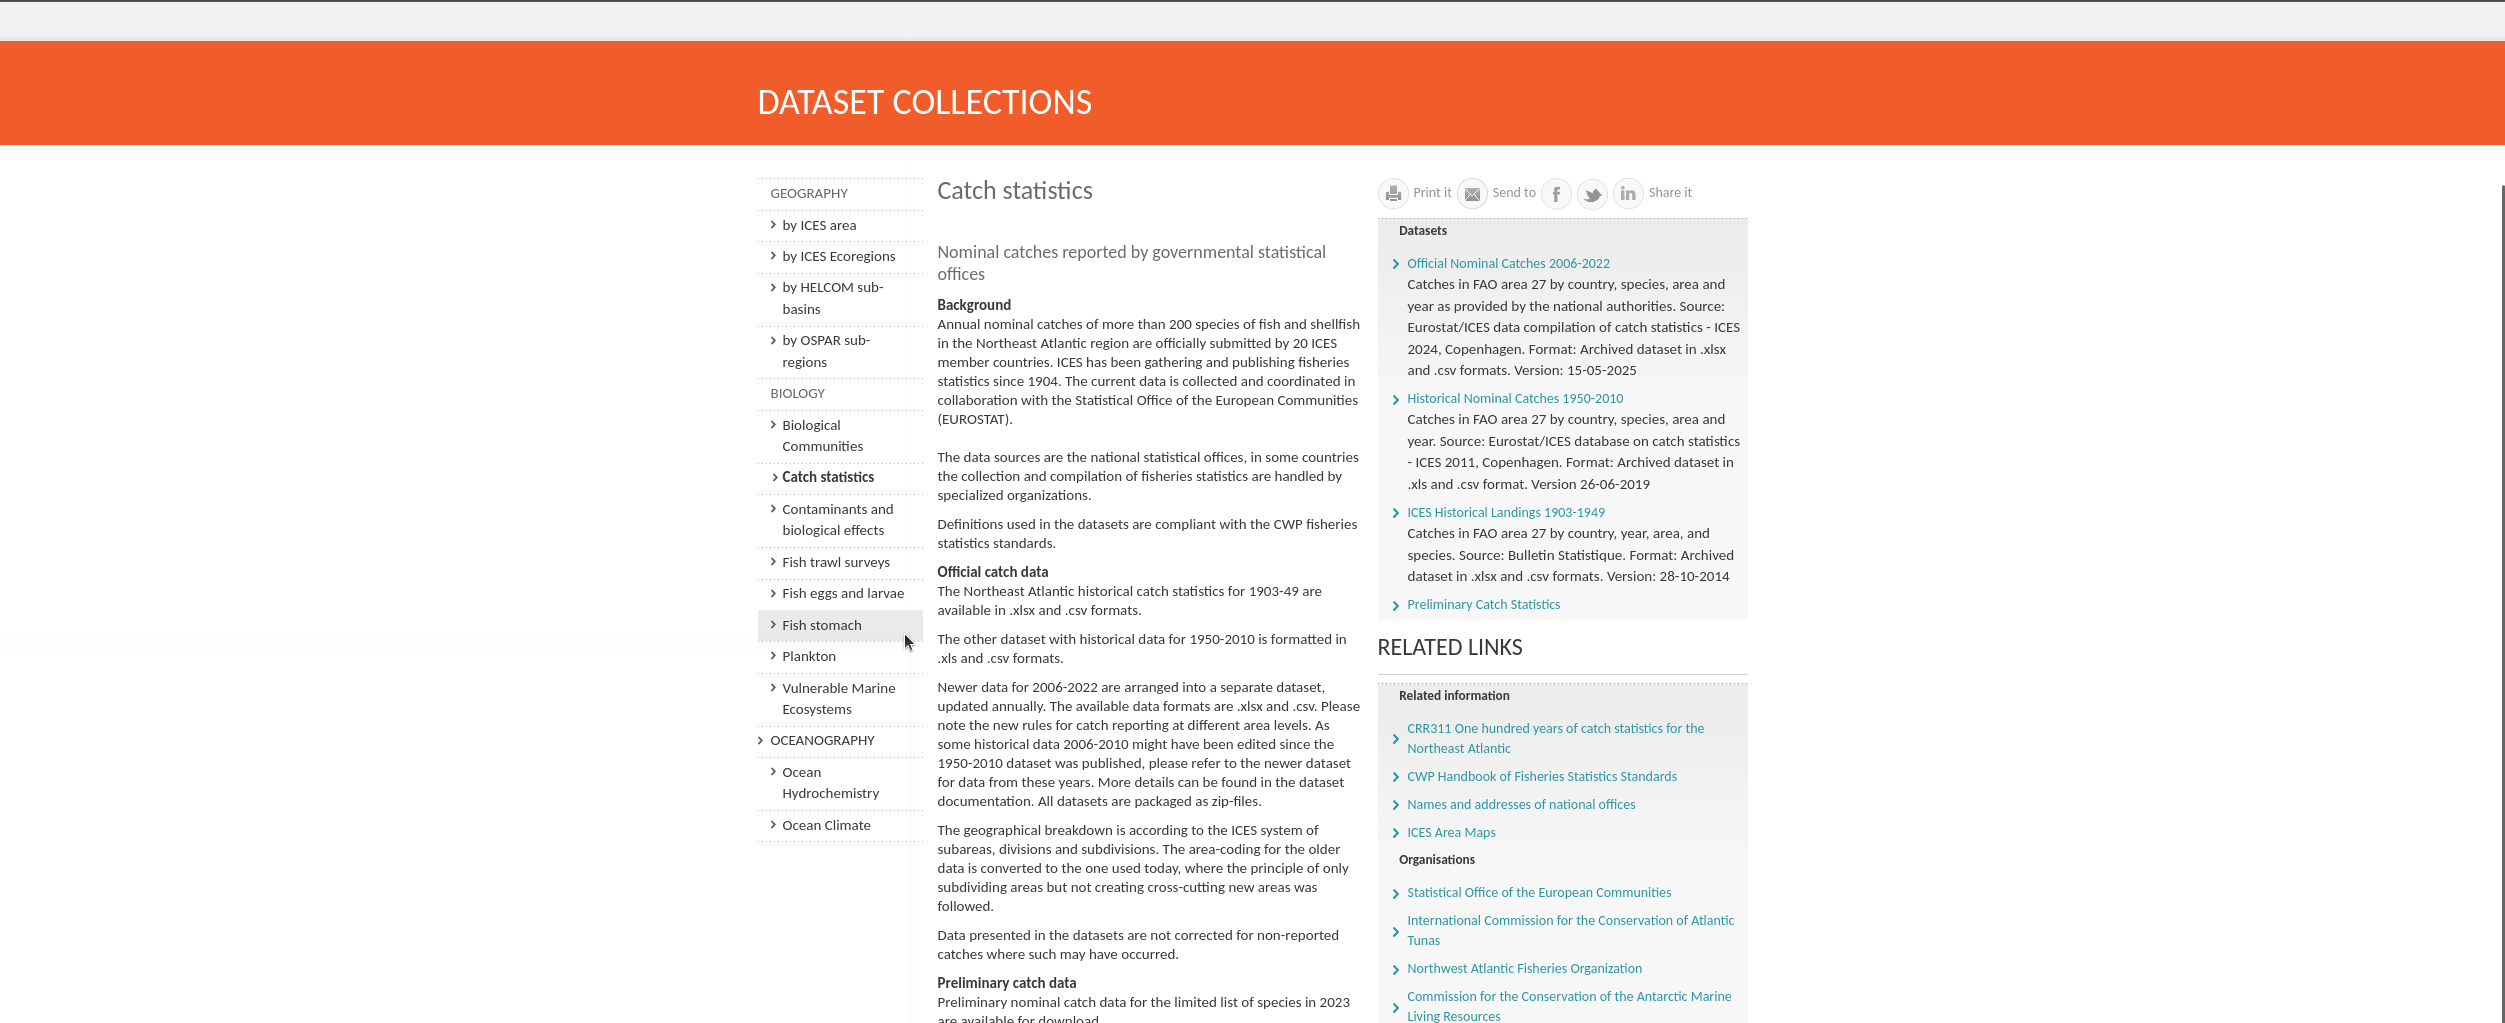 DATASET COLLECTIONS
GEOGRAPHY
by ICES area
by ICES Ecoregions
by HELCOM sub-
basins
by OSPAR sub-
regions
BIOLOGY
Biological
Communities
Catch statistics
Contaminants and
biological effects
Fish trawl surveys
Fish eggs and larvae
Fish stomach
Plankton
Vulnerable Marine
Ecosystems
OCEANOGRAPHY
Ocean
Hydrochemistry
Ocean Climate
Catch statistics
Nominal catches reported by governmental statistical
offices
Background
Annual nominal catches of more than 200 species of fish and shellfish
in the Northeast Atlantic region are officially submitted by 20 ICES
member countries. ICES has been gathering and publishing fisheries
statistics since 1904. The current data is collected and coordinated in
collaboration with the Statistical Office of the European Communities
(EUROSTAT).
The data sources are the national statistical offices, in some countries
the collection and compilation of fisheries statistics are handled by
specialized organizations.
Definitions used in the datasets are compliant with the CWP fisheries
statistics standards.
Official catch data
The Northeast Atlantic historical catch statistics for 1903-49 are
available in .xlsx and .csv formats.
The other dataset with historical data for 1950-2010 is formatted in
.xls and .csv formats.
Newer data for 2006-2022 are arranged into a separate dataset,
updated annually. The available data formats are .xlsx and .csv. Please
note the new rules for catch reporting at different area levels. As
some historical data 2006-2010 might have been edited since the
1950-2010 dataset was published, please refer to the newer dataset
for data from these years. More details can be found in the dataset
documentation. All datasets are packaged as zip-files.
The geographical breakdown is according to the ICES system of
subareas, divisions and subdivisions. The area-coding for the older
data is converted to the one used today, where the principle of only
subdividing areas but not creating cross-cutting new areas was
followed.
Data presented in the datasets are not corrected for non-reported
catches where such may have occurred.
Preliminary catch data
Preliminary nominal catch data for the limited list of species in 2023
are available for download
Print it Send to Share it
Datasets
Official Nominal Catches 2006-2022
Catches in FAO area 27 by country, species, area and
year as provided by the national authorities. Source:
Eurostat/ICES data compilation of catch statistics - ICES
2024, Copenhagen. Format: Archived dataset in .xlsx
and .csv formats. Version: 15-05-2025
Historical Nominal Catches 1950-2010
Catches in FAO area 27 by country, species, area and
year. Source: Eurostat/ICES database on catch statistics
- ICES 2011, Copenhagen. Format: Archived dataset in
.xls and .csv format. Version 26-06-2019
ICES Historical Landings 1903-1949
Catches in FAO area 27 by country, year, area, and
species. Source: Bulletin Statistique. Format: Archived
dataset in .xlsx and .csv formats. Version: 28-10-2014
Preliminary Catch Statistics
RELATED LINKS
Related information
CRR311 One hundred years of catch statistics for the
Northeast Atlantic
CWP Handbook of Fisheries Statistics Standards
Names and addresses of national offices
ICES Area Maps
Organisations
Statistical Office of the European Communities
International Commission for the Conservation of Atlantic
Tunas
Northwest Atlantic Fisheries Organization
Commission for the Conservation of the Antarctic Marine
Living Resources